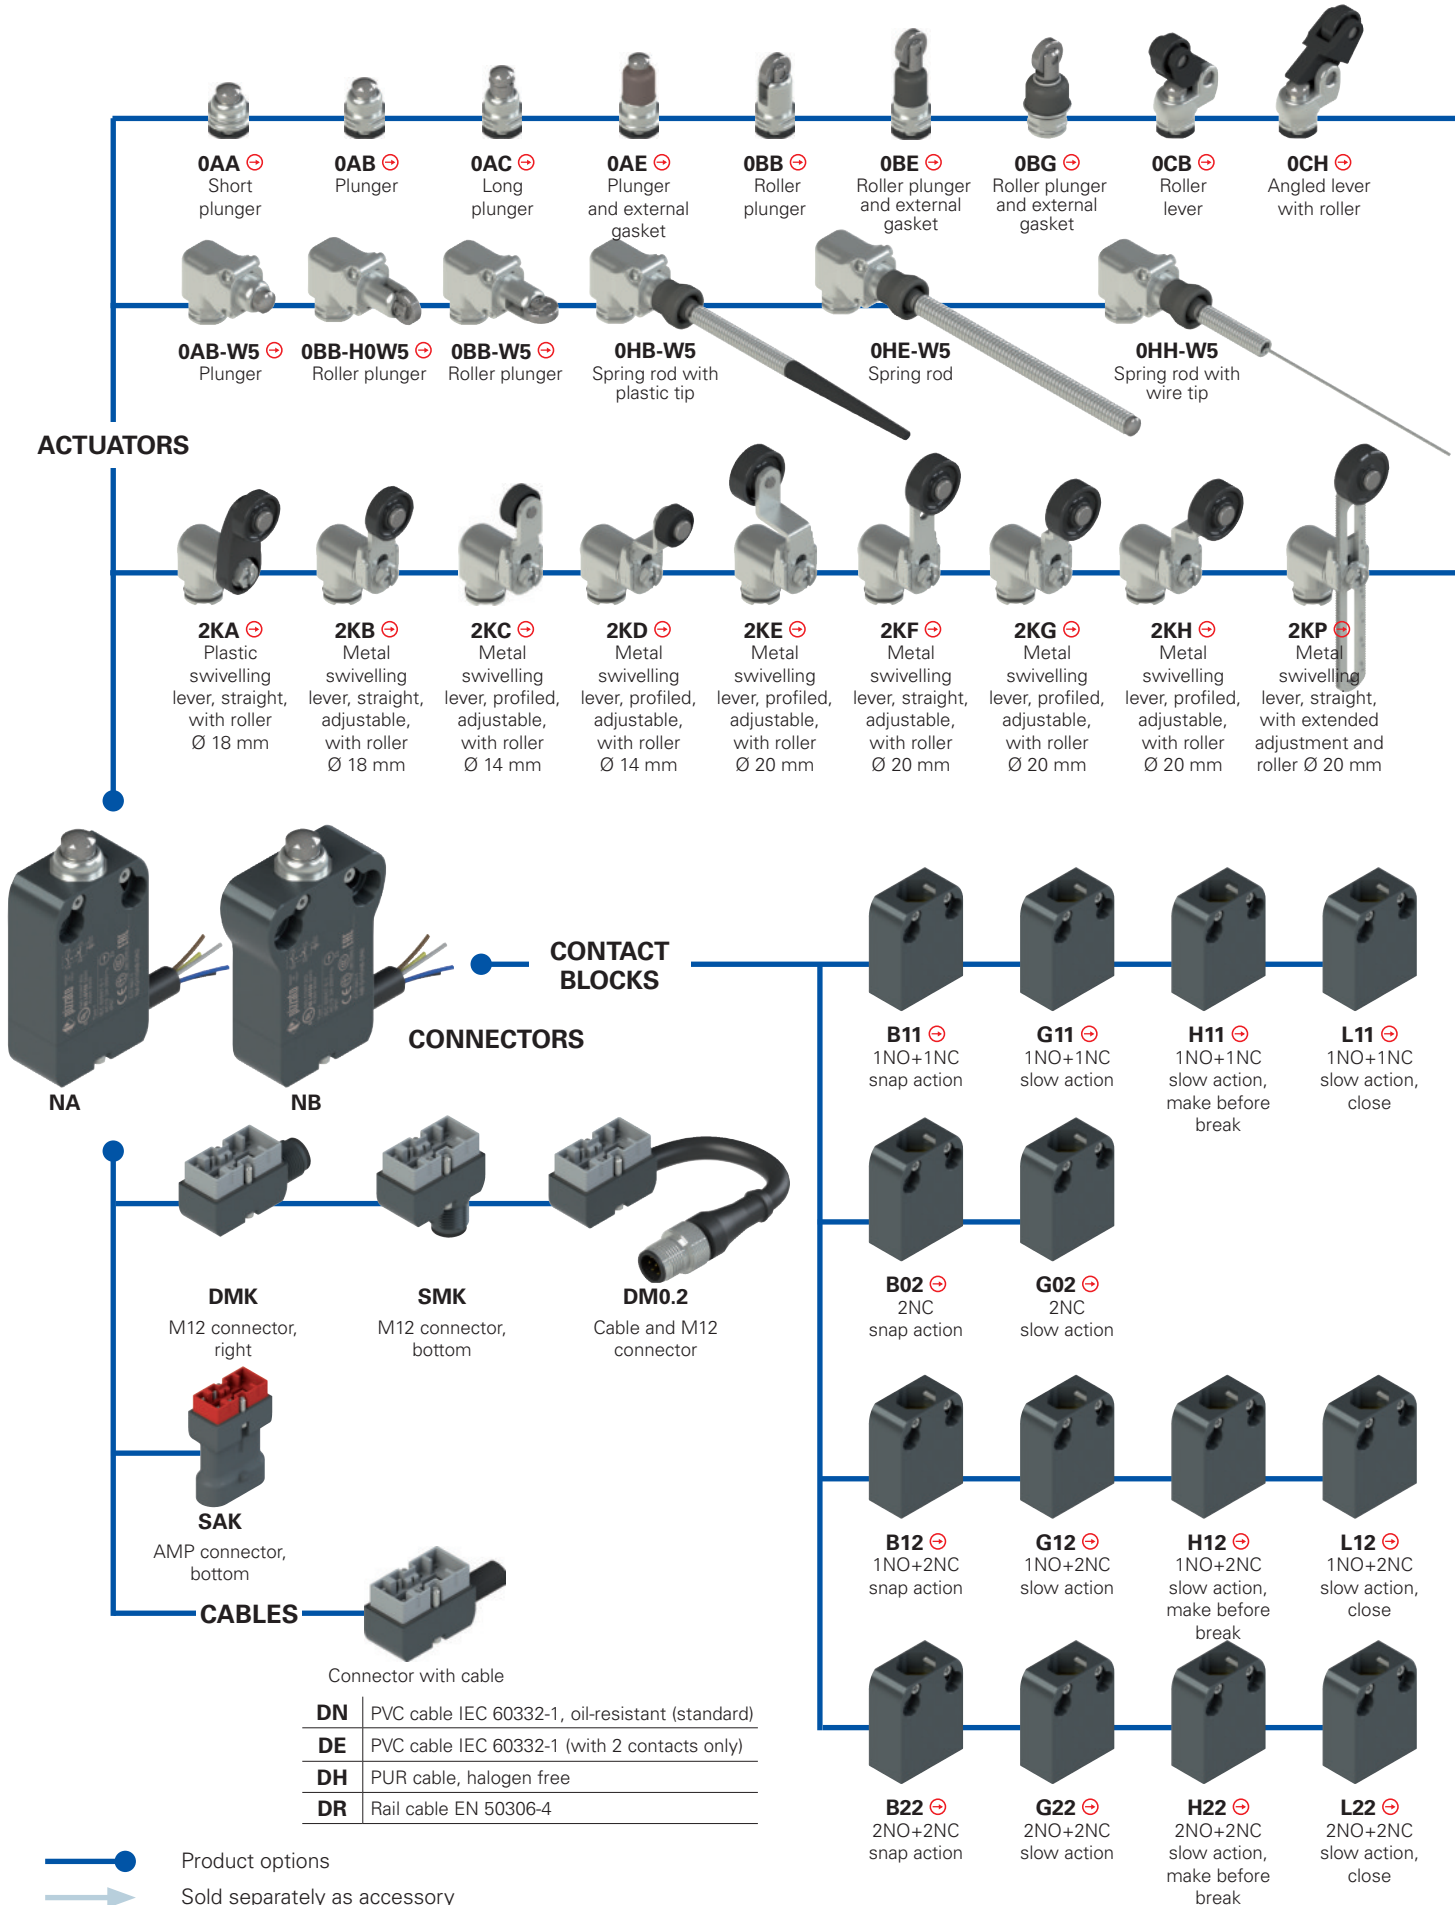 0AA
Short
plunger
0AB
Plunger
0AC
Long
plunger
0AE
Plunger
and external
gasket
0BB
Roller
plunger
0BE
Roller plunger
and external
gasket
0BG
Roller plunger
and external
gasket
0CB
Roller
lever
0CH
Angled lever
with roller
0AB-W5
Plunger
0BB-H0W5
Roller plunger
0BB-W5
Roller plunger
0HB-W5
Spring rod with
plastic tip
0HE-W5
Spring rod
0HH-W5
Spring rod with
wire tip
ACTUATORS
2KA
Plastic
swivelling
lever, straight,
with roller
Ø 18 mm
2KB
Metal
swivelling
lever, straight,
adjustable,
with roller
Ø 18 mm
2KC
Metal
swivelling
lever, profiled,
adjustable,
with roller
Ø 14 mm
2KD
Metal
swivelling
lever, profiled,
adjustable,
with roller
Ø 14 mm
2KE
Metal
swivelling
lever, profiled,
adjustable,
with roller
Ø 20 mm
2KF
Metal
swivelling
lever, straight,
adjustable,
with roller
Ø 20 mm
2KG
Metal
swivelling
lever, profiled,
adjustable,
with roller
Ø 20 mm
2KH
Metal
swivelling
lever, profiled,
adjustable,
with roller
Ø 20 mm
2KP
Metal
swivelling
lever, straight,
with extended
adjustment and
roller Ø 20 mm
pizzato
pizzato
NA
NB
CONTACT
BLOCKS
CONNECTORS
B11
1NO+1NC
snap action
G11
1NO+1NC
slow action
H11
1NO+1NC
slow action,
make before
break
L11
1NO+1NC
slow action,
close
B02
2NC
snap action
G02
2NC
slow action
DMK
M12 connector,
right
SMK
M12 connector,
bottom
DM0.2
Cable and M12
connector
SAK
AMP connector,
bottom
B12
1NO+2NC
snap action
G12
1NO+2NC
slow action
H12
1NO+2NC
slow action,
make before
break
L12
1NO+2NC
slow action,
close
CABLES
Connector with cable
DN PVC cable IEC 60332-1, oil-resistant (standard)
DE PVC cable IEC 60332-1 (with 2 contacts only)
DH PUR cable, halogen free
DR Rail cable EN 50306-4
B22
2NO+2NC
snap action
G22
2NO+2NC
slow action
H22
2NO+2NC
slow action,
make before
break
L22
2NO+2NC
slow action,
close
Product options
Sold separately as accessory